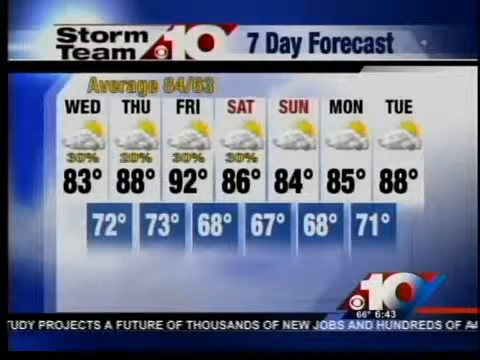 Storm Team 10 7 Day Forecast
Average 84/63
WED THU FRI SAT SUN MON TUE
30% 20% 30% 30%
83° 88° 92° 86° 84° 85° 88°
72° 73° 68° 67° 68° 71°
10
66° 6:43
TUDY PROJECTS A FUTURE OF THOUSANDS OF NEW JOBS AND HUNDREDS OF